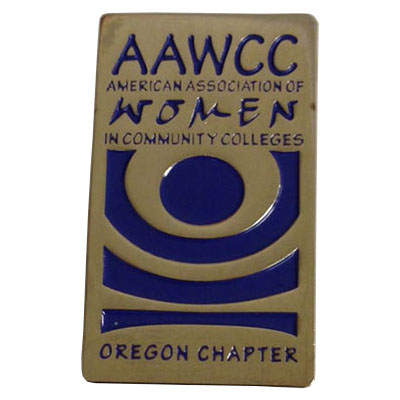 AAWCC
AMERICAN ASSOCIATION OF
WOMEN
IN COMMUNITY COLLEGES
OREGON CHAPTER